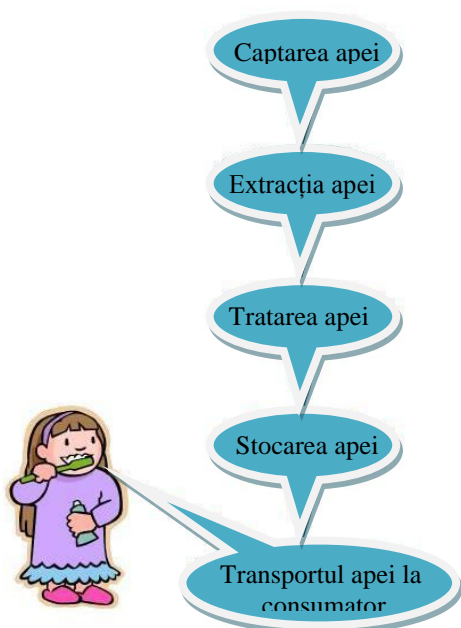 Captarea apei
Extracția apei
Tratarea apei
Stocarea apei
Transportul apei la
consumator